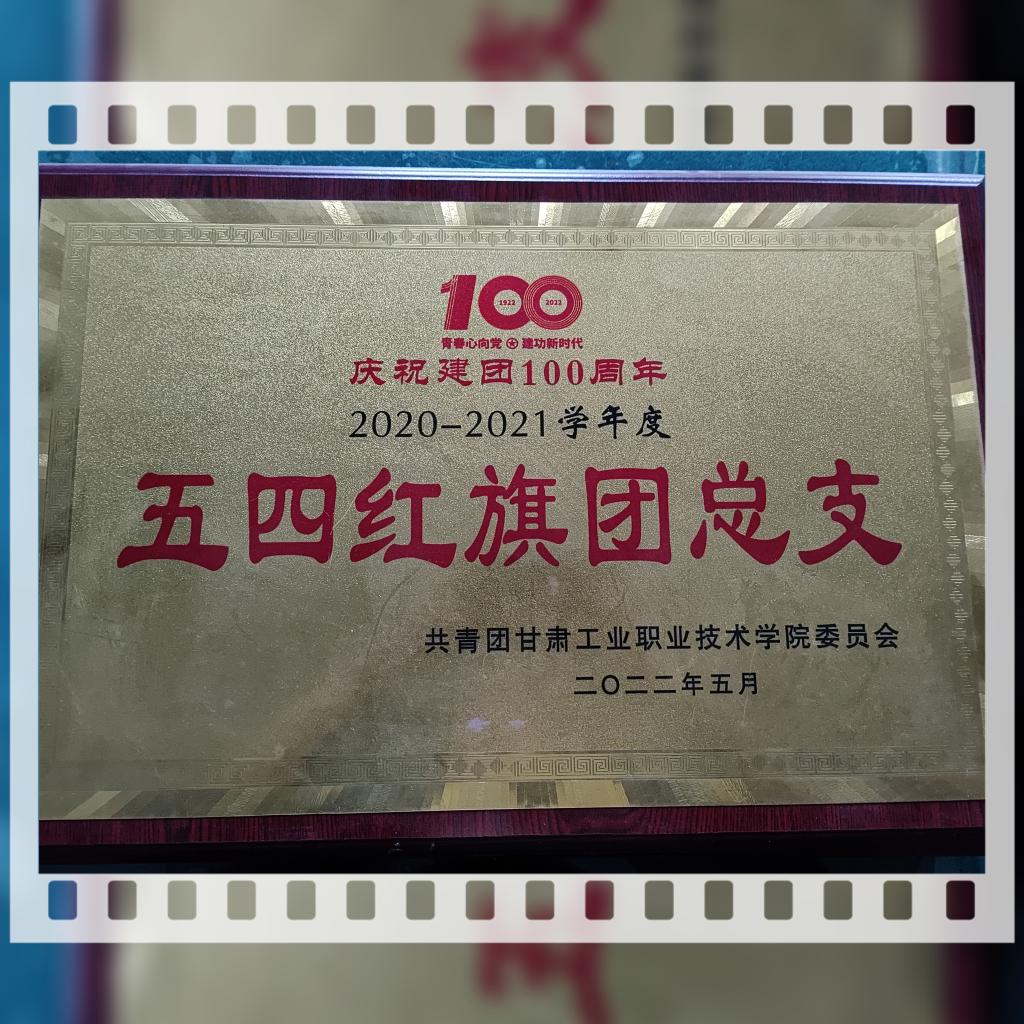 100
1922 2022
青春心向党 建功新时代
庆祝建团100周年
2020-2021学年度
五四红旗团总支
共青团甘肃工业职业技术学院委员会
二〇二二年五月